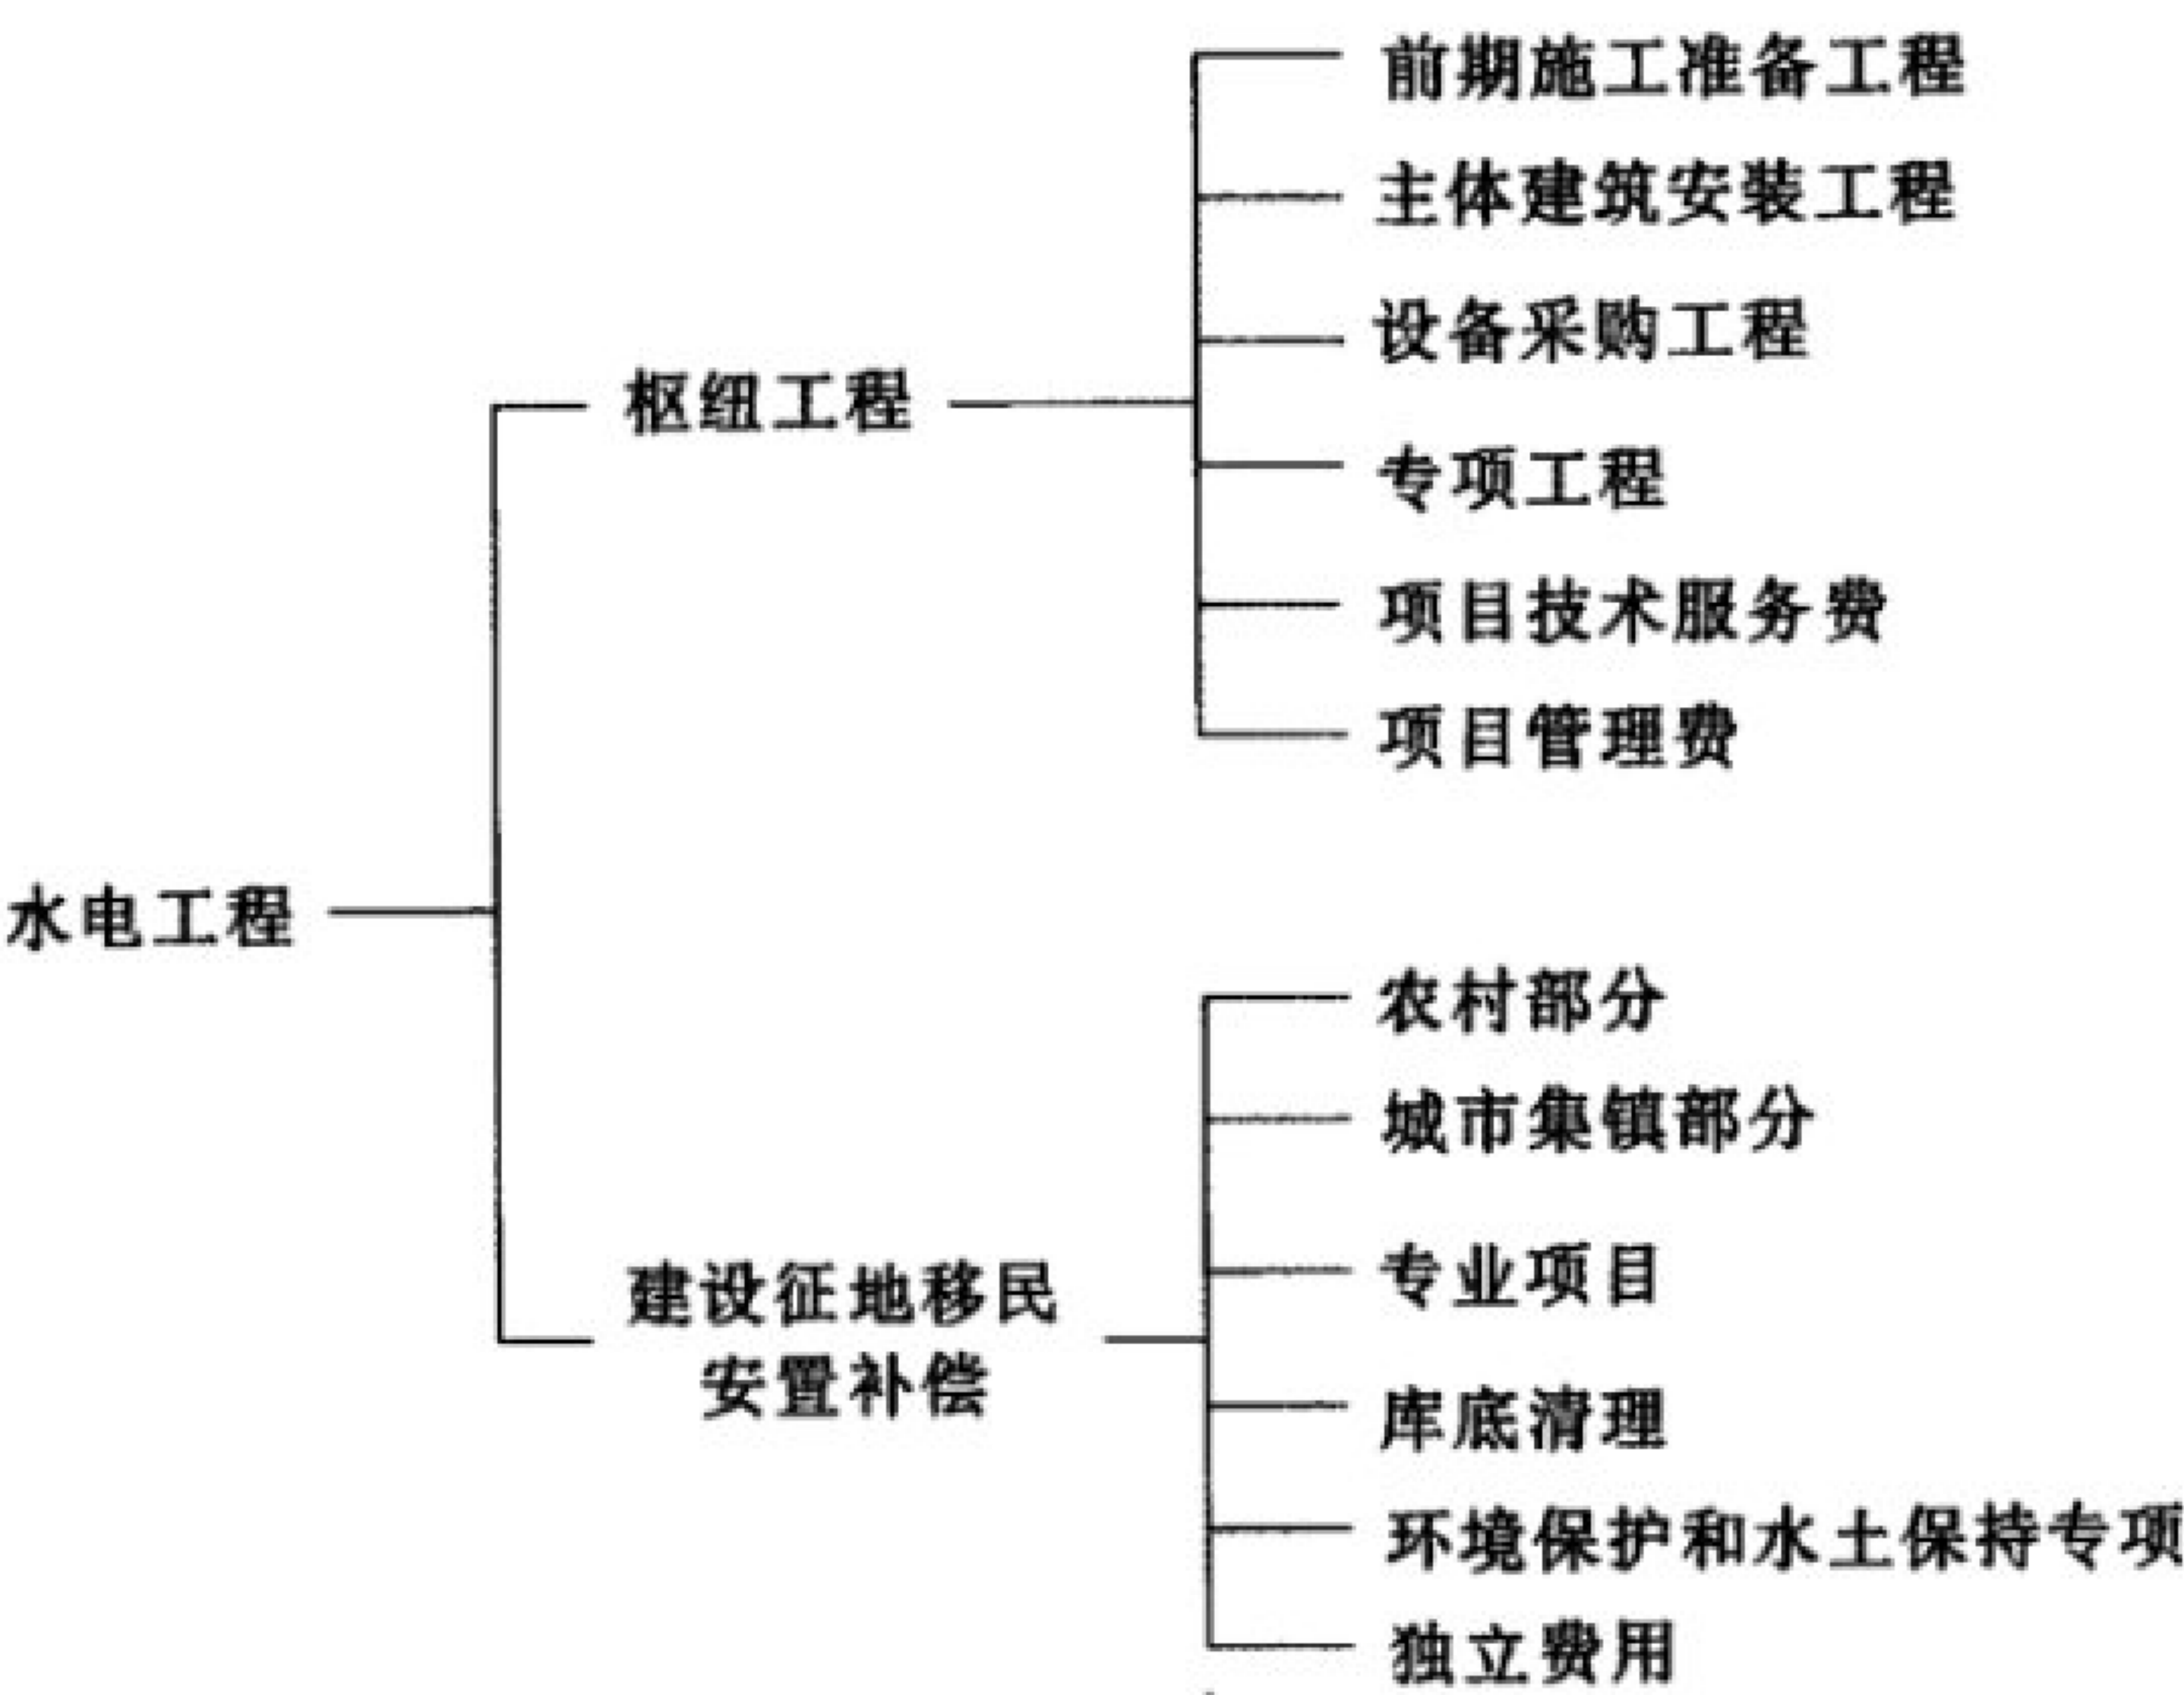 水电工程
枢纽工程
前期施工准备工程
主体建筑安装工程
设备采购工程
专项工程
项目技术服务费
项目管理费
建设征地移民
安置补偿
农村部分
城市集镇部分
专业项目
库底清理
环境保护和水土保持专项
独立费用